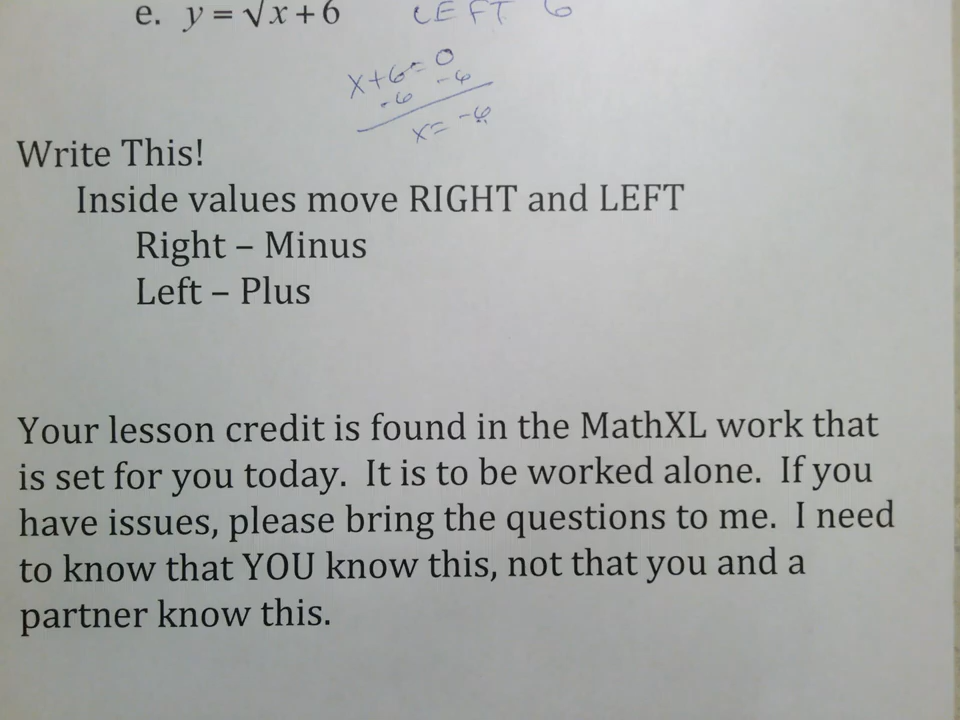 e. y = √x + 6 LEFT 6
x+6=0
-6 -6
x= -6
Write This!
Inside values move RIGHT and LEFT
Right – Minus
Left – Plus
Your lesson credit is found in the MathXL work that
is set for you today. It is to be worked alone. If you
have issues, please bring the questions to me. I need
to know that YOU know this, not that you and a
partner know this.